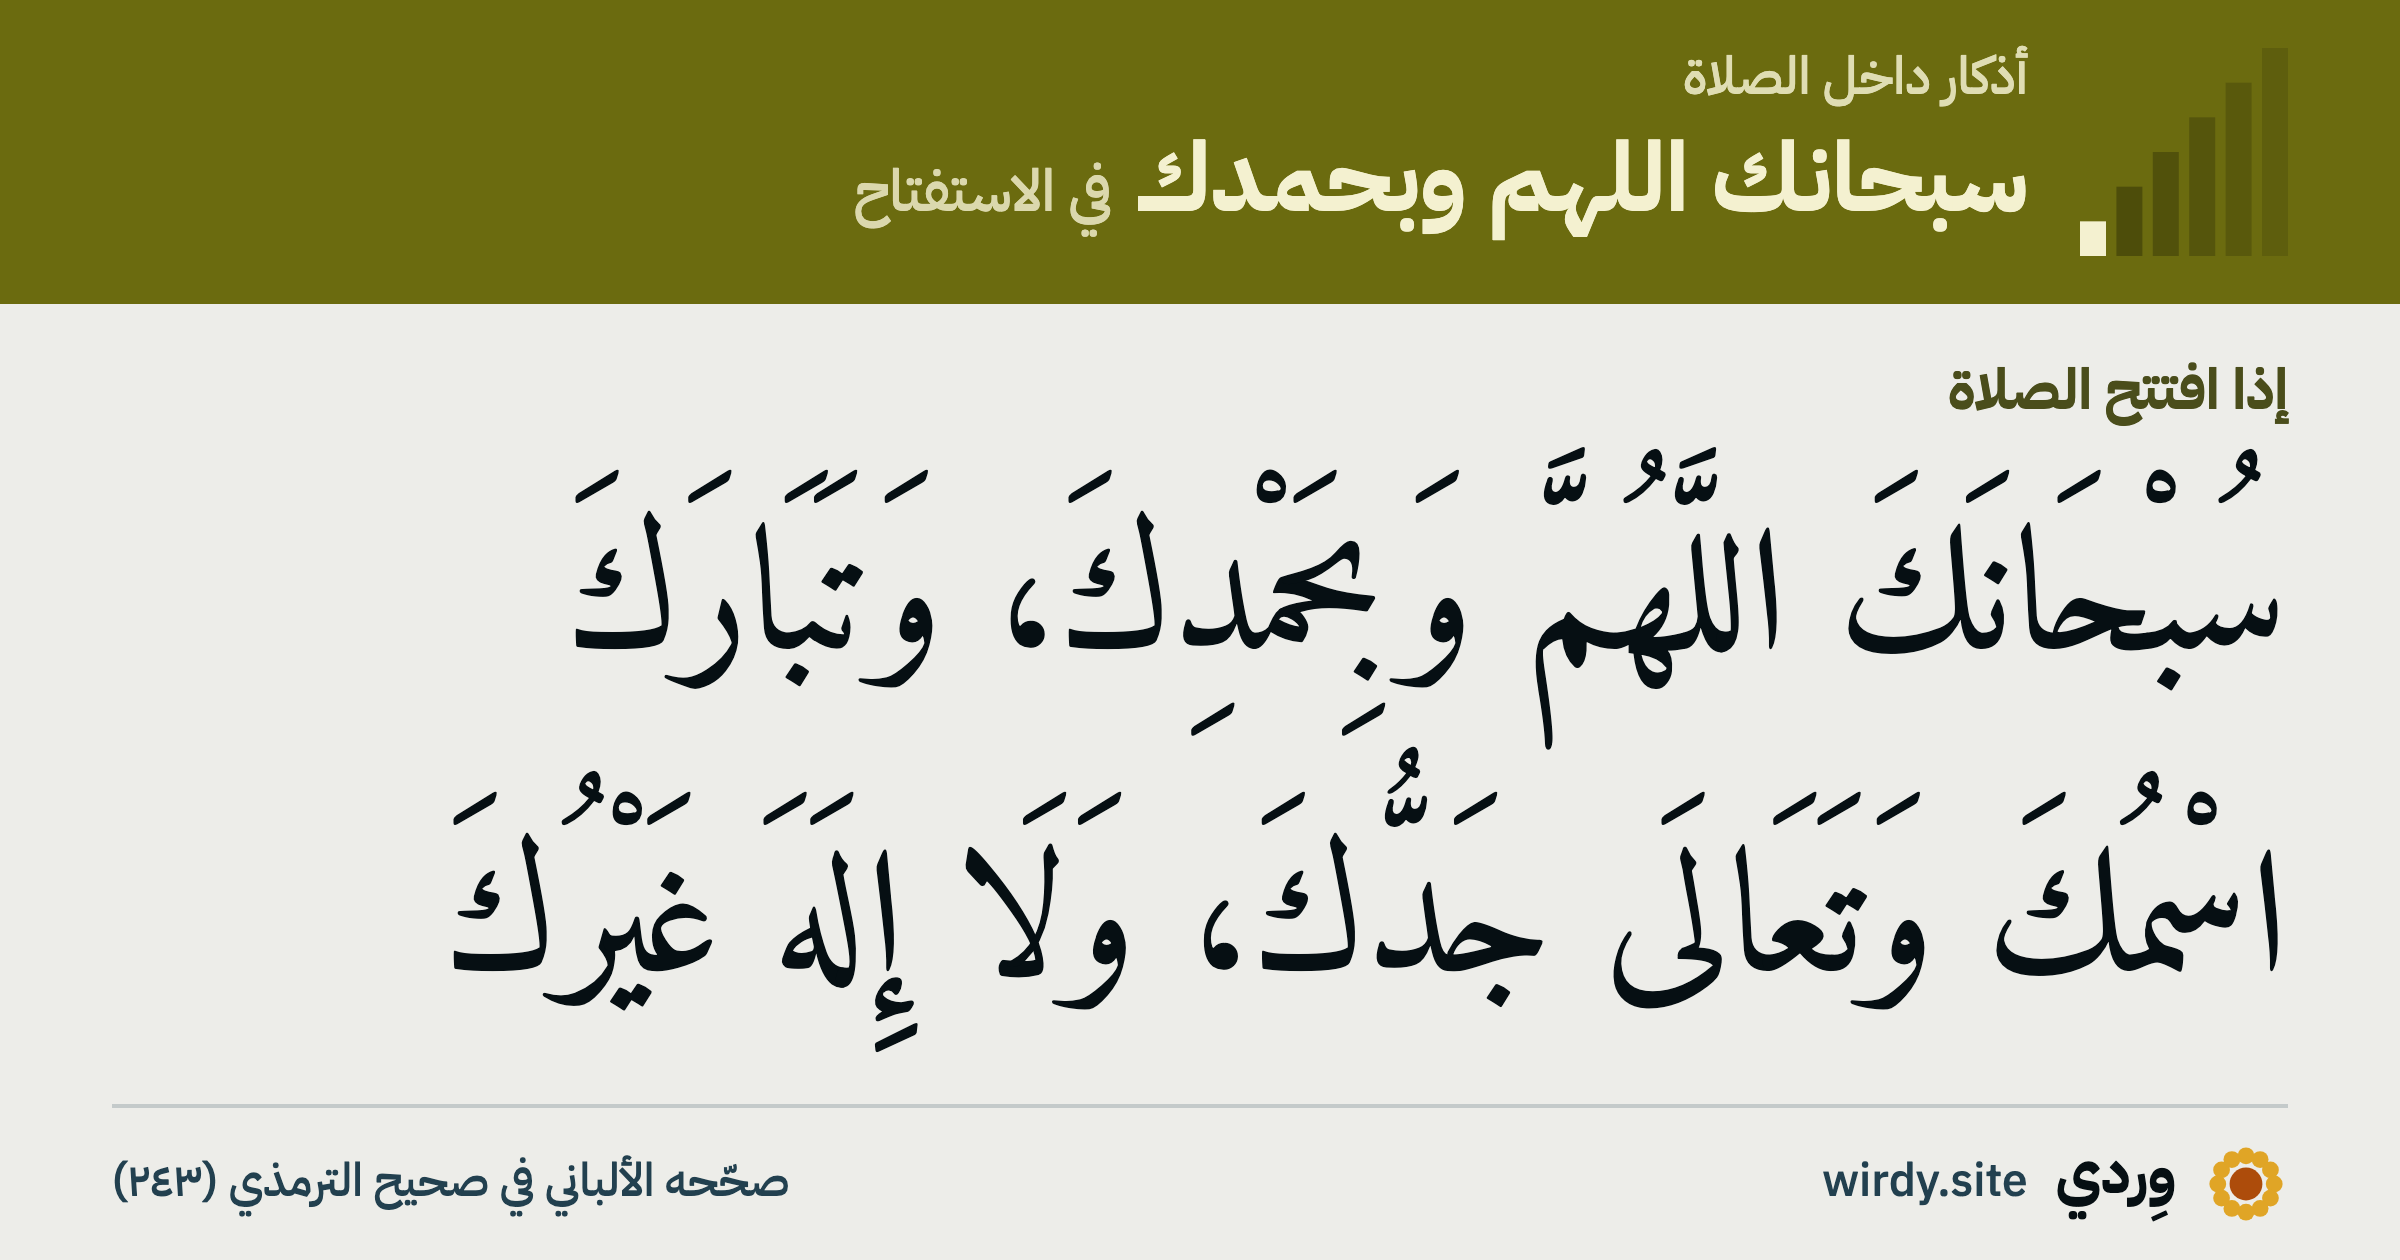 أذكار داخل الصلاة
سبحانك اللهم وبحمدك في الاستفتاح
إذا افتتح الصلاة
سُبْحَانَكَ اللَّهُمَّ وَبِحَمْدِكَ، وَتَبَارَكَ
اسْمُكَ وَتَعَالَى جَدُّكَ، وَلَا إِلَهَ غَيْرُكَ
وِردي wirdy.site
صحّحه الألباني في صحيح الترمذي (٢٤٣)